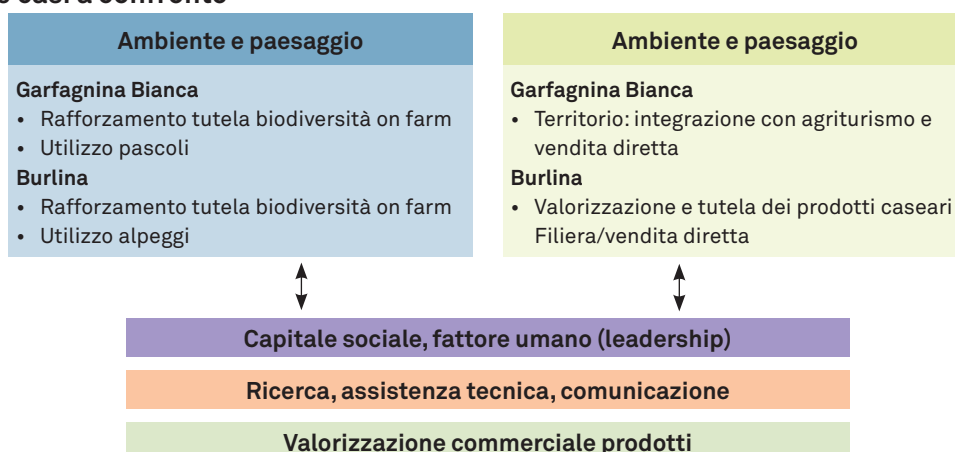 casi a confronto
Ambiente e paesaggio
Garfagnina Bianca
• Rafforzamento tutela biodiversità on farm
• Utilizzo pascoli
Burlina
• Rafforzamento tutela biodiversità on farm
• Utilizzo alpeggi
Ambiente e paesaggio
Garfagnina Bianca
• Territorio: integrazione con agriturismo e
vendita diretta
Burlina
• Valorizzazione e tutela dei prodotti caseari
Filiera/vendita diretta
Capitale sociale, fattore umano (leadership)
Ricerca, assistenza tecnica, comunicazione
Valorizzazione commerciale prodotti